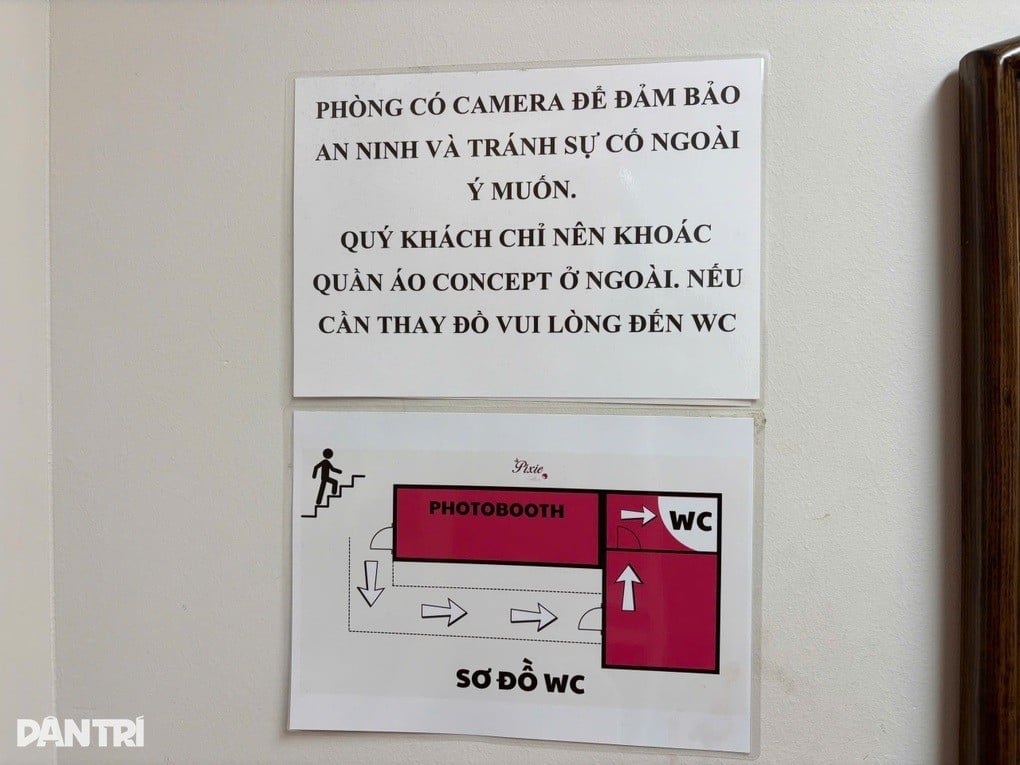 PHÒNG CÓ CAMERA ĐỂ ĐẢM BẢO
AN NINH VÀ TRÁNH SỰ CỐ NGOÀI
Ý MUỐN.
QUÝ KHÁCH CHỈ NÊN KHOÁC
QUẦN ÁO CONCEPT Ở NGOÀI. NẾU
CẦN THAY ĐỒ VUI LÒNG ĐẾN WC
Pixie
PHOTOBOOTH
WC
SƠ ĐỒ WC
DÂN TRÍ